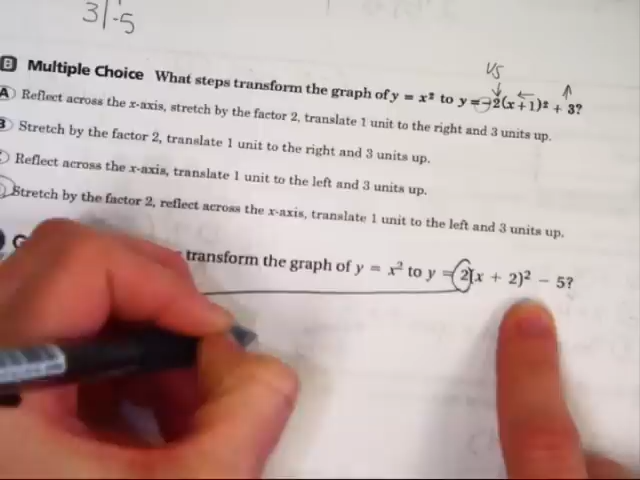 3|-5
VS
B Multiple Choice What steps transform the graph of y = x² to y = -2(x + 1)² + 3?
A Reflect across the x-axis, stretch by the factor 2, translate 1 unit to the right and 3 units up.
B Stretch by the factor 2, translate 1 unit to the right and 3 units up.
Reflect across the x-axis, translate 1 unit to the left and 3 units up.
Stretch by the factor 2, reflect across the x-axis, translate 1 unit to the left and 3 units up.
transform the graph of y = x² to y = 2(x + 2)² - 5?